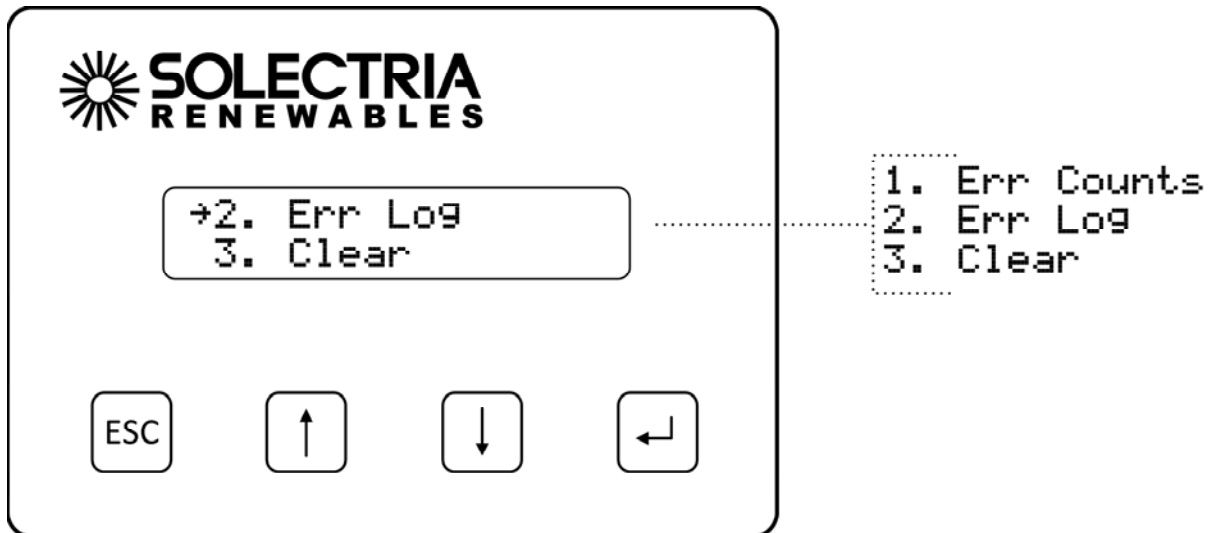 SOLECTRIA
RENEWABLES
→2. Err Log
3. Clear
1. Err Counts
2. Err Log
3. Clear
ESC
↑
↓
↵